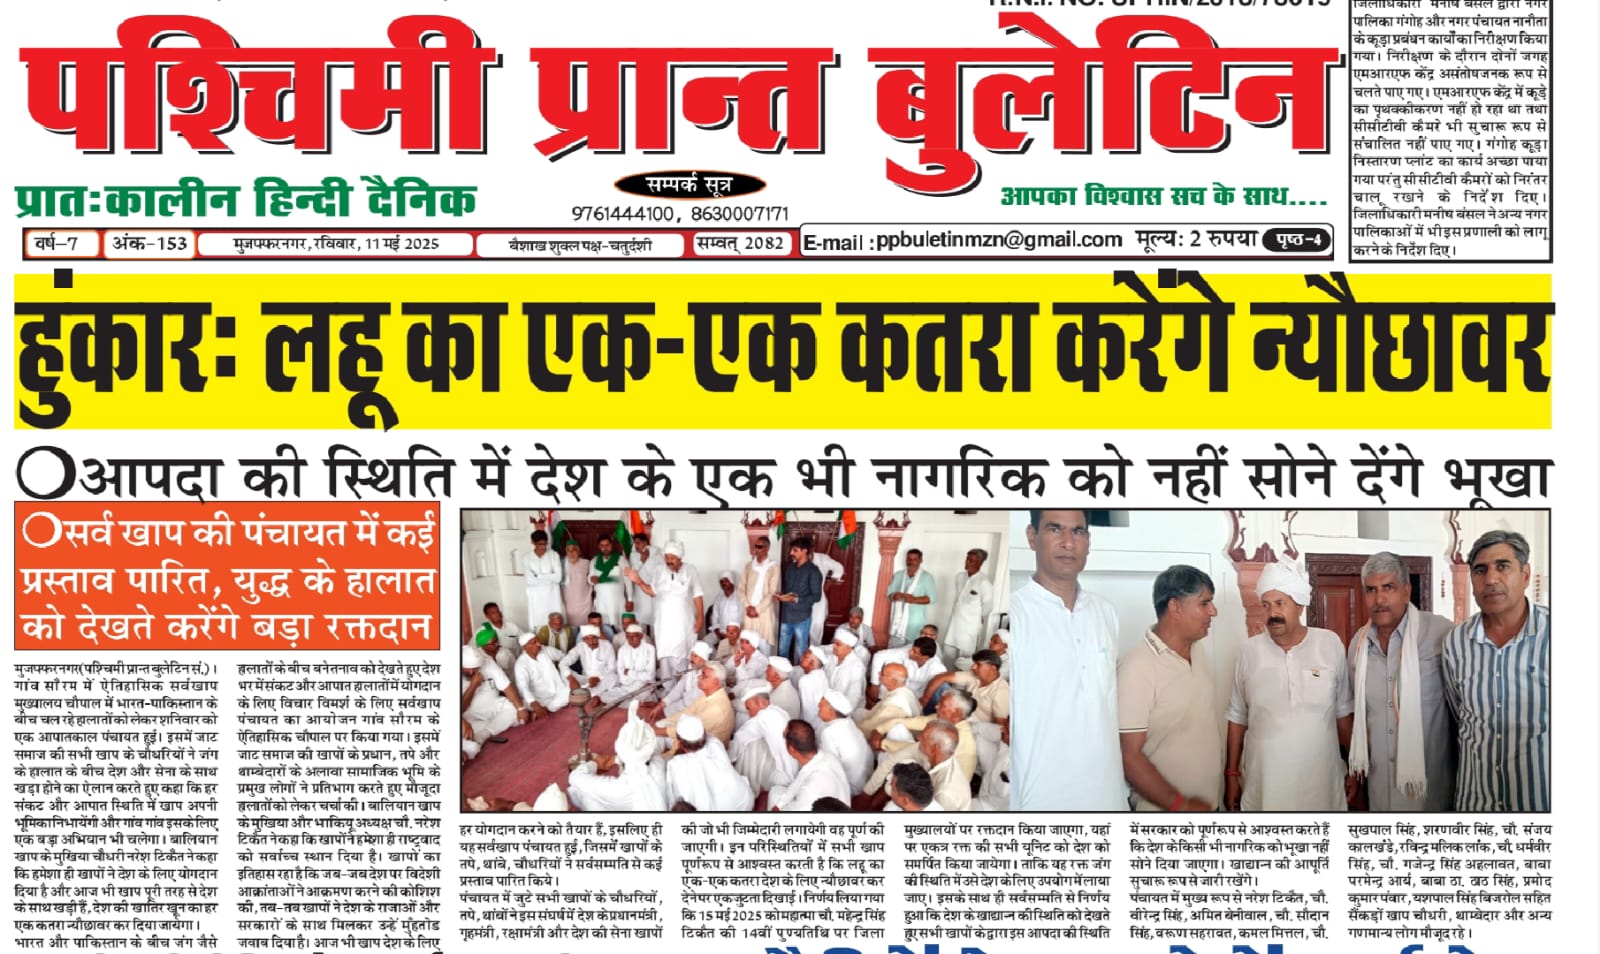 पश्चिमी प्रान्त बुलेटिन
प्रातःकालीन हिन्दी दैनिक
सम्पर्क सूत्र
9761444100, 8630007171
आपका विश्वास सच के साथ....
वर्ष-7 अंक-153 मुजफ्फरनगर, रविवार, 11 मई 2025 वैशाख शुक्ल पक्ष-चतुर्दशी सम्वत् 2082 E-mail : ppbuletinmzn@gmail.com मूल्य: 2 रुपया पृष्ठ-4
जिलाधिकारी मनीष बंसल द्वारा नगर
पालिका गंगोह और नगर पंचायत नानौता
के कूड़ा प्रबंधन कार्यों का निरीक्षण किया
गया। निरीक्षण के दौरान दोनों जगह
एमआरएफ केंद्र असंतोषजनक रूप से
चलते पाए गए। एमआरएफ केंद्र में कूड़े
का पृथक्कीकरण नहीं हो रहा था तथा
सीसीटीवी कैमरे भी सुचारू रूप से
संचालित नहीं पाए गए। गंगोह कूड़ा
निस्तारण प्लांट का कार्य अच्छा पाया
गया परंतु सीसीटीवी कैमरों को निरंतर
चालू रखने के निर्देश दिए।
जिलाधिकारी मनीष बंसल ने अन्य नगर
पालिकाओं में भी इस प्रणाली को लागू
करने के निर्देश दिए।
हुंकारः लहू का एक-एक कतरा करेंगे न्यौछावर
आपदा की स्थिति में देश के एक भी नागरिक को नहीं सोने देंगे भूखा
सर्व खाप की पंचायत में कई
प्रस्ताव पारित, युद्ध के हालात
को देखते करेंगे बड़ा रक्तदान
मुजफ्फरनगर(पश्चिमी प्रान्त बुलेटिन सं.)।
गांव सौरम में ऐतिहासिक सर्वखाप
मुख्यालय चौपाल में भारत-पाकिस्तान के
बीच चल रहे हालातों को लेकर शनिवार को
एक आपातकाल पंचायत हुई। इसमें जाट
समाज की सभी खाप के चौधरियों ने जंग
के हालात के बीच देश और सेना के साथ
खड़ा होने का ऐलान करते हुए कहा कि हर
संकट और आपात स्थिति में खाप अपनी
भूमिका निभायेंगी और गांव गांव इसके लिए
एक बड़ा अभियान भी चलेगा। बालियान
खाप के मुखिया चौधरी नरेश टिकैत ने कहा
कि हमेशा ही खापों ने देश के लिए योगदान
दिया है और आज भी खाप पूरी तरह से देश
के साथ खड़ी हैं, देश की खातिर खून का हर
एक कतरा न्यौछावर कर दिया जायेगा।
भारत और पाकिस्तान के बीच जंग जैसे
हालातों के बीच बने तनाव को देखते हुए देश
भर में संकट और आपात हालातों में योगदान
के लिए विचार विमर्श के लिए सर्वखाप
पंचायत का आयोजन गांव सौरम के
ऐतिहासिक चौपाल पर किया गया। इसमें
जाट समाज की खापों के प्रधान, तपे और
थाम्बेदारों के अलावा सामाजिक भूमि के
प्रमुख लोगों ने प्रतिभाग करते हुए मौजूदा
हलातों को लेकर चर्चा की। बालियान खाप
के मुखिया और भाकियू अध्यक्ष चौ. नरेश
टिकैत ने कहा कि खापों ने हमेशा ही राष्ट्रवाद
को सर्वोच्च स्थान दिया है। खापों का
इतिहास रहा है कि जब-जब देश पर विदेशी
आक्रांताओं ने आक्रमण करने की कोशिश
की, तब-तब खापों ने देश के राजाओं और
सरकारों के साथ मिलकर उन्हें मुंहतोड
जवाब दिया है। आज भी खाप देश के लिए
हर योगदान करने को तैयार हैं, इसलिए ही
यह सर्वखाप पंचायत हुई, जिसमें खापों के
तपे, थांबे, चौधरियों ने सर्वसम्मति से कई
प्रस्ताव पारित किये।
पंचायत में जुटे सभी खापों के चौधरियों,
तपे, थांबों ने इस संघर्ष में देश के प्रधानमंत्री,
गृहमंत्री, रक्षामंत्री और देश की सेना खापों
की जो भी जिम्मेदारी लगायेगी वह पूर्ण की
जाएगी। इन परिस्थितियों में सभी खाप
पूर्णरूप से आश्वस्त करती है कि लहू का
एक-एक कतरा देश के लिए न्यौछावर कर
देने पर एकजुटता दिखाई। निर्णय लिया गया
कि 15 मई 2025 को महात्मा चौ. महेन्द्र सिंह
टिकैत की 14वीं पुण्यतिथि पर जिला
मुख्यालयों पर रक्तदान किया जाएगा, यहां
पर एकत्र रक्त की सभी यूनिट को देश को
समर्पित किया जायेगा। ताकि यह रक्त जंग
की स्थिति में उसे देश के लिए उपयोग में लाया
जाए। इसके साथ ही सर्वसम्मति से निर्णय
हुआ कि देश के खाद्यान्न की स्थिति को देखते
हुए सभी खापों के द्वारा इस आपदा की स्थिति
में सरकार को पूर्णरूप से आश्वस्त करते हैं
कि देश के किसी भी नागरिक को भूखा नहीं
सोने दिया जाएगा। खाद्यान्न की आपूर्ति
सुचारू रूप से जारी रखेंगे।
पंचायत में मुख्य रूप से नरेश टिकैत, चौ.
वीरेन्द्र सिंह, अमित बेनीवाल, चौ. सौदान
सिंह, वरूण सहरावत, कमल मित्तल, चौ.
सुखपाल सिंह, शरणवीर सिंह, चौ. संजय
कालखंडे, रविन्द्र मलिक लांक, चौ. धर्मवीर
सिंह, चौ. गजेन्द्र सिंह अहलावत, बाबा
परमेन्द्र आर्य, बाबा ठा. ठाठ सिंह, प्रमोद
कुमार पंवार, यशपाल सिंह बिजरौल सहित
सैंकड़ों खाप चौधरी, थाम्बेदार और अन्य
गणमान्य लोग मौजूद रहे।